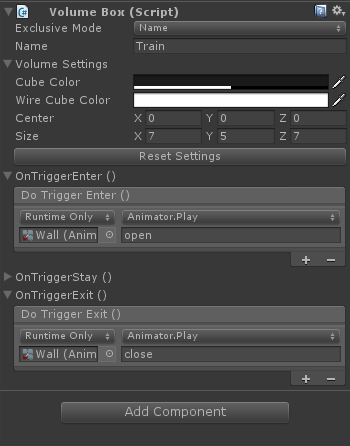 Volume Box (Script)
Exclusive Mode Name
Name Train
Volume Settings
Cube Color
Wire Cube Color
Center X 0 Y 0 Z 0
Size X 7 Y 5 Z 7
Reset Settings
OnTriggerEnter ()
Do Trigger Enter ()
Runtime Only Animator.Play
Wall (Anim open
+ −
OnTriggerStay ()
OnTriggerExit ()
Do Trigger Exit ()
Runtime Only Animator.Play
Wall (Anim close
+ −
Add Component